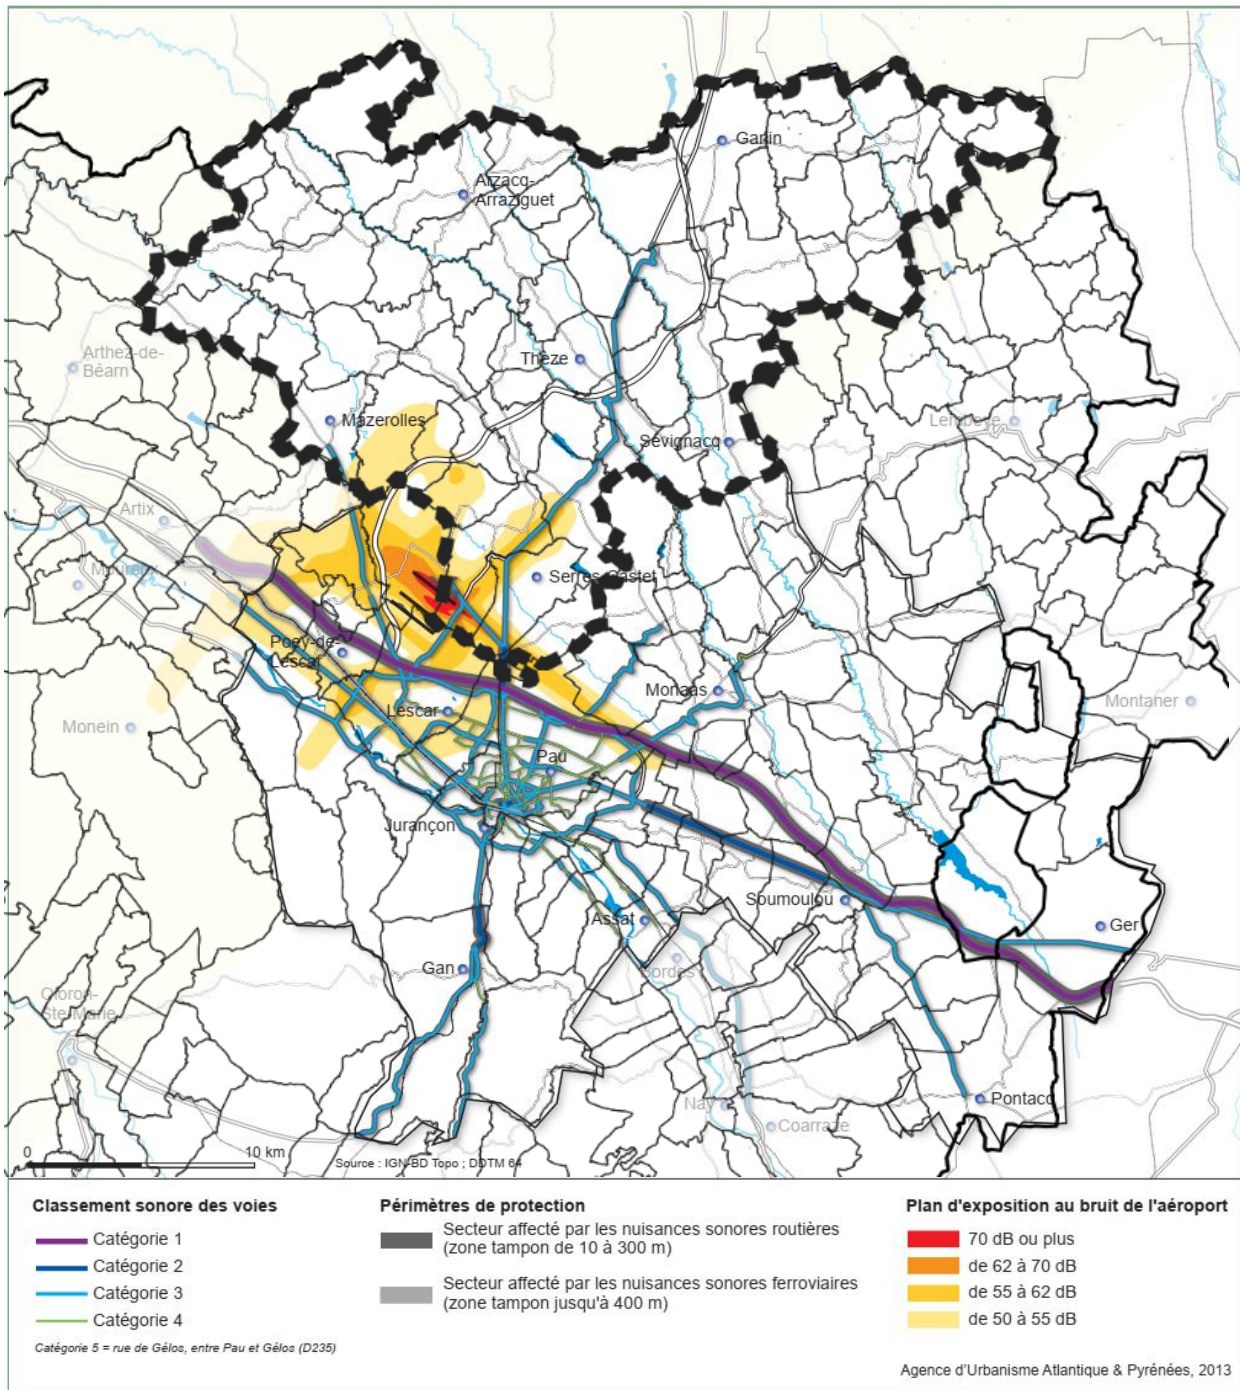 Garlin
Arzacq-
Arraziguet
Arthez-de-
Béarn
Thèze
Mazerolles
Sévignacq
Lembeye
Artix
Mourenx
Serres-Castet
Poey-de-
Lescar
Morlaas
Montaner
Monein
Lescar
Pau
Jurançon
Soumoulou
Assat
Ger
Gan
Bordes
Oloron-
Ste-Marie
Nay
Pontacq
Coarraze
0
10 km
Source : IGN-BD Topo ; DDTM 64
Classement sonore des voies
Catégorie 1
Catégorie 2
Catégorie 3
Catégorie 4
Catégorie 5 = rue de Gélos, entre Pau et Gélos (D235)
Périmètres de protection
Secteur affecté par les nuisances sonores routières
(zone tampon de 10 à 300 m)
Secteur affecté par les nuisances sonores ferroviaires
(zone tampon jusqu'à 400 m)
Plan d'exposition au bruit de l'aéroport
70 dB ou plus
de 62 à 70 dB
de 55 à 62 dB
de 50 à 55 dB
Agence d'Urbanisme Atlantique & Pyrénées, 2013